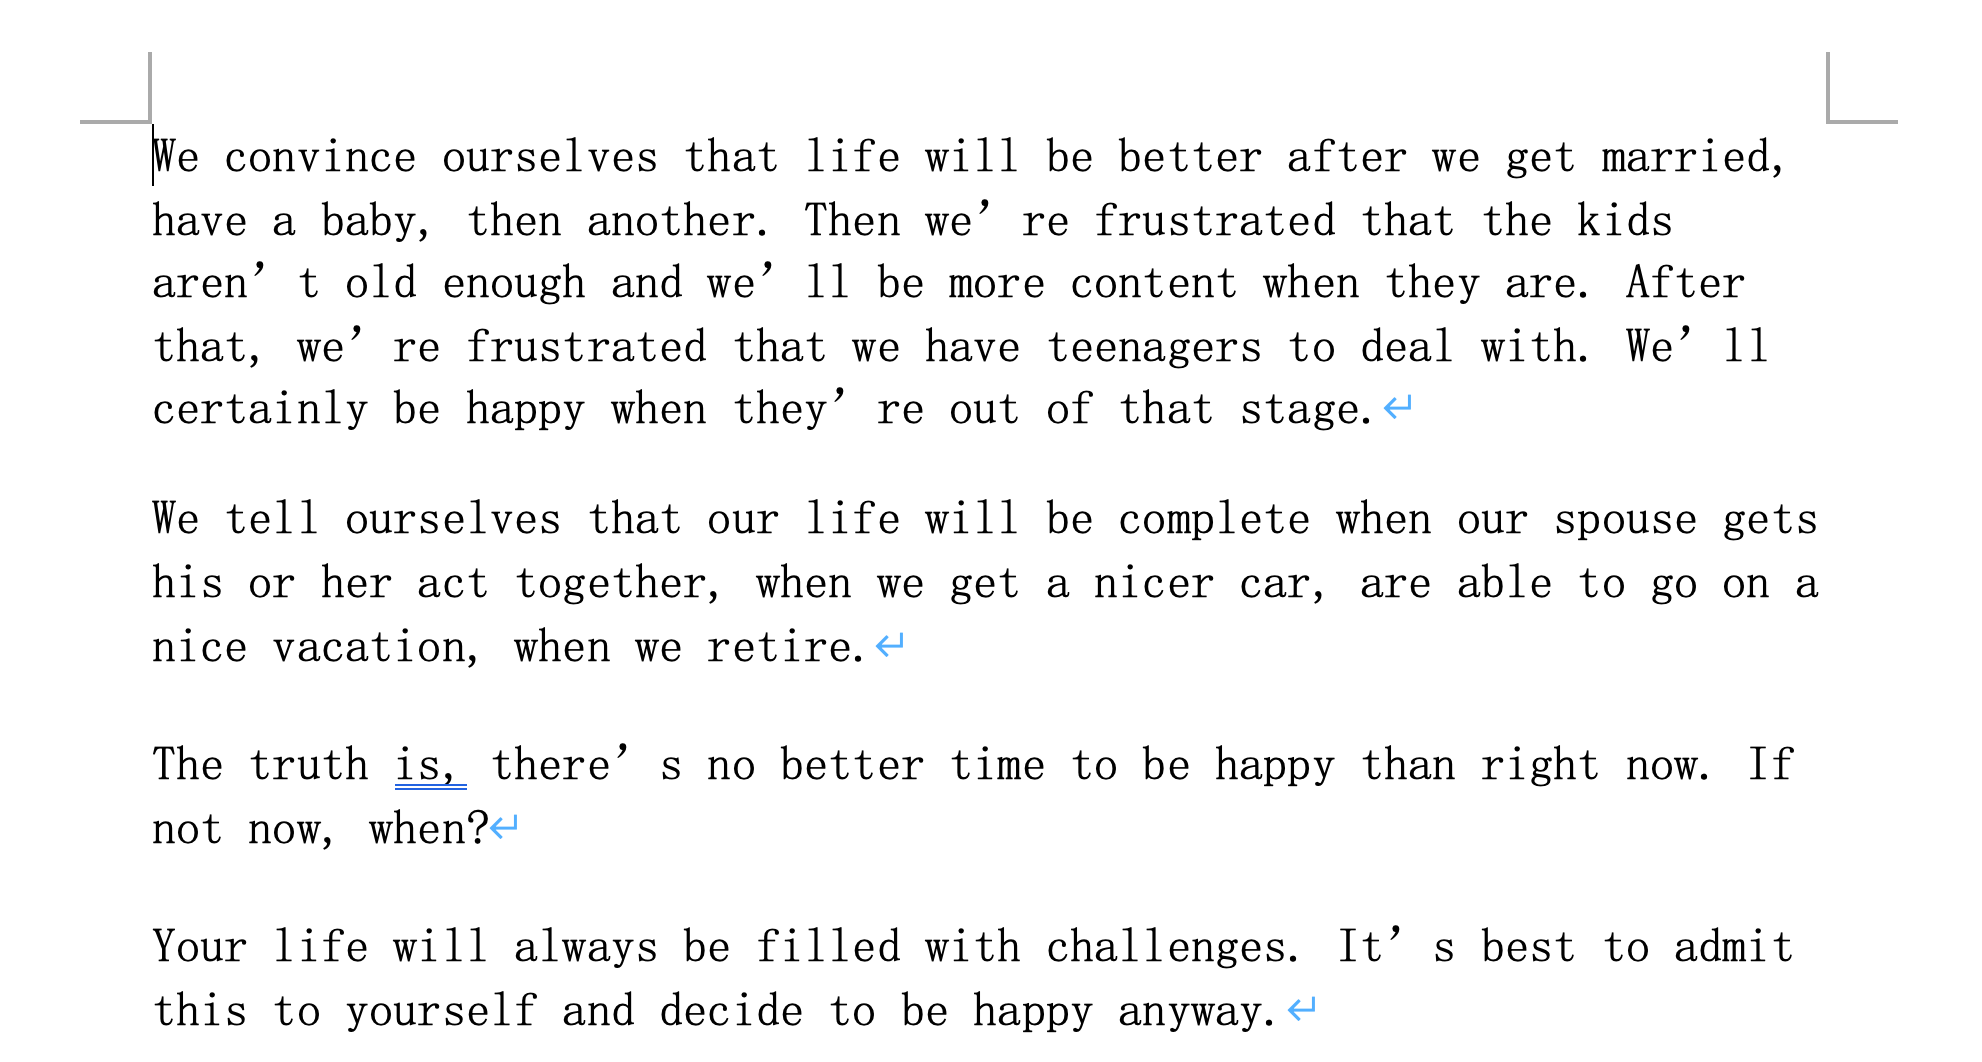 We convince ourselves that life will be better after we get married,
have a baby, then another. Then we’re frustrated that the kids
aren’t old enough and we’ll be more content when they are. After
that, we’re frustrated that we have teenagers to deal with. We’ll
certainly be happy when they’re out of that stage.
We tell ourselves that our life will be complete when our spouse gets
his or her act together, when we get a nicer car, are able to go on a
nice vacation, when we retire.
The truth is, there’s no better time to be happy than right now. If
not now, when?
Your life will always be filled with challenges. It’s best to admit
this to yourself and decide to be happy anyway.